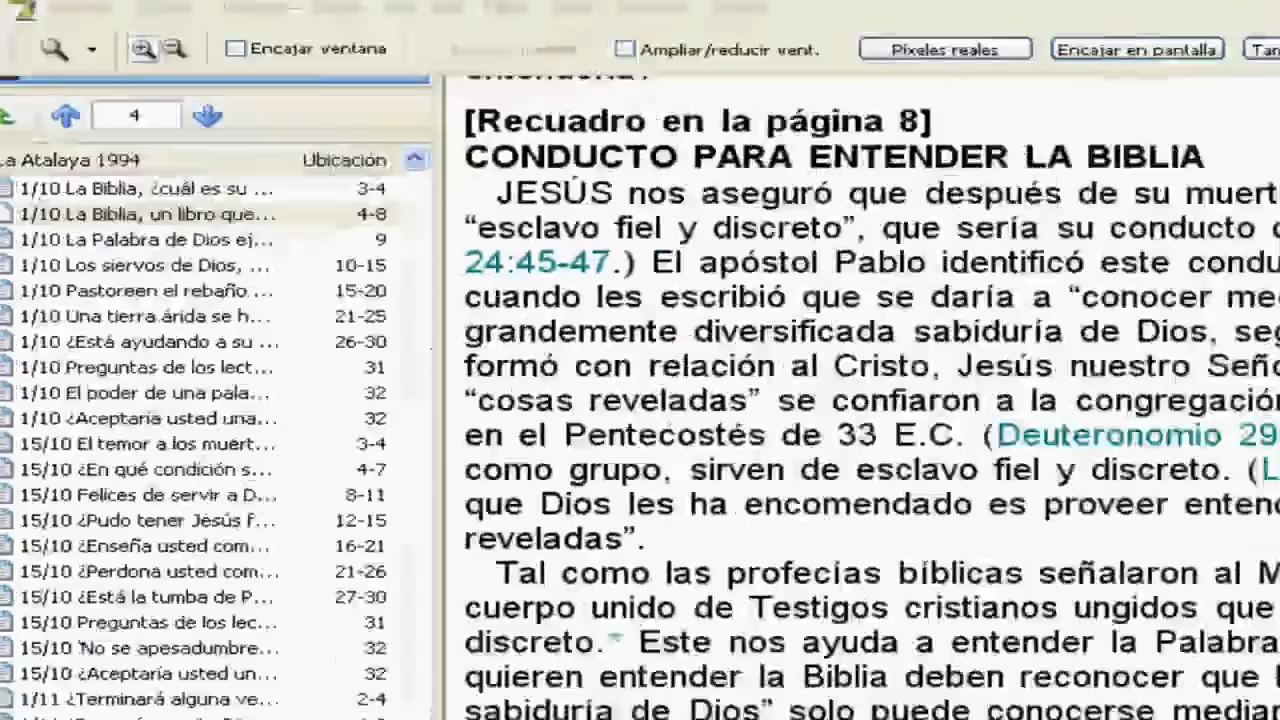 Encajar ventana
Ampliar/reducir vent.
Píxeles reales
Encajar en pantalla
4
a Atalaya 1994 Ubicación
1/10 La Biblia, ¿cuál es su ... 3-4
1/10 La Biblia, un libro que... 4-8
1/10 La Palabra de Dios ej... 9
1/10 Los siervos de Dios, ... 10-15
1/10 Pastoreen el rebaño ... 15-20
1/10 Una tierra árida se h... 21-25
1/10 ¿Está ayudando a su ... 26-30
1/10 Preguntas de los lect... 31
1/10 El poder de una pala... 32
1/10 ¿Aceptaría usted una... 32
15/10 El temor a los muert... 3-4
15/10 ¿En qué condición s... 4-7
15/10 Felices de servir a D... 8-11
15/10 ¿Pudo tener Jesús f... 12-15
15/10 ¿Enseña usted com... 16-21
15/10 ¿Perdona usted com... 21-26
15/10 ¿Está la tumba de P... 27-30
15/10 Preguntas de los lec... 31
15/10 'No se apesadumbre... 32
15/10 ¿Aceptaría usted un... 32
1/11 ¿Terminará alguna ve... 2-4
[Recuadro en la página 8]
CONDUCTO PARA ENTENDER LA BIBLIA
JESÚS nos aseguró que después de su muert
“esclavo fiel y discreto”, que sería su conducto
24:45-47.) El apóstol Pablo identificó este condu
cuando les escribió que se daría a “conocer me
grandemente diversificada sabiduría de Dios, seg
formó con relación al Cristo, Jesús nuestro Seño
“cosas reveladas” se confiaron a la congregación
en el Pentecostés de 33 E.C. (Deuteronomio 29
como grupo, sirven de esclavo fiel y discreto. (L
que Dios les ha encomendado es proveer entend
reveladas”.
Tal como las profecías bíblicas señalaron al M
cuerpo unido de Testigos cristianos ungidos que
discreto.* Este nos ayuda a entender la Palabra
quieren entender la Biblia deben reconocer que l
sabiduría de Dios” solo puede conocerse media